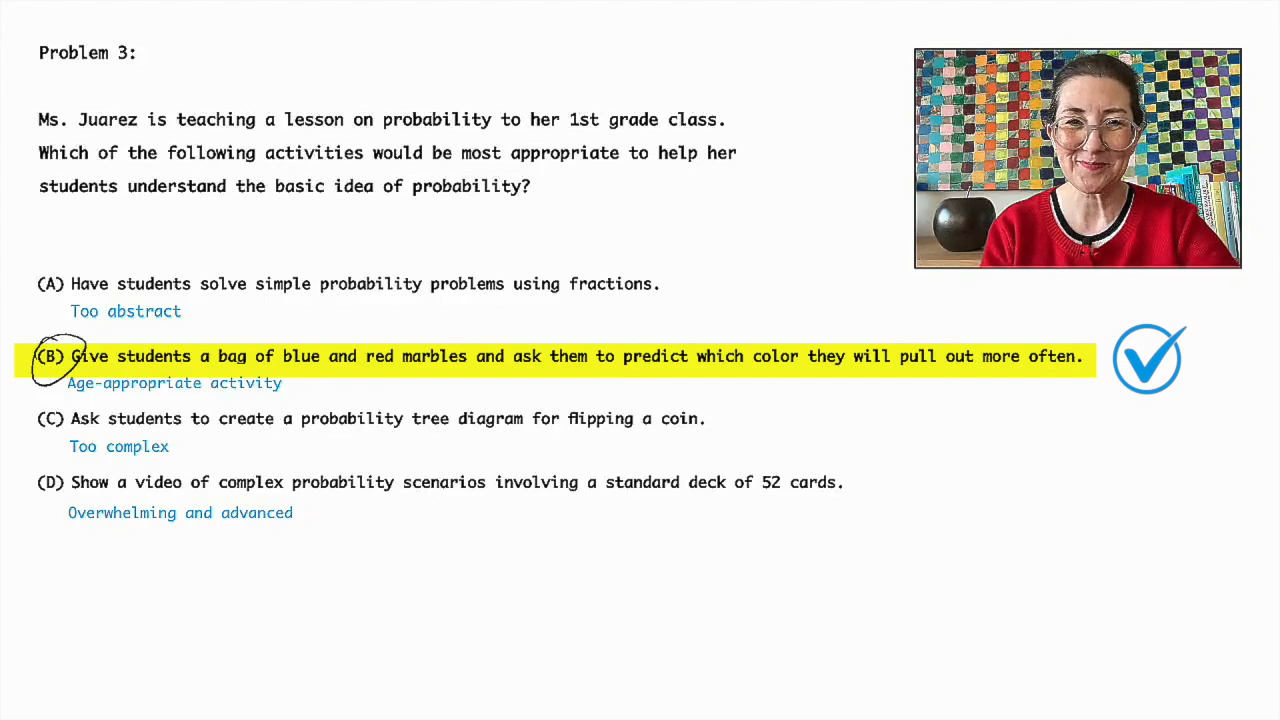 Problem 3:
Ms. Juarez is teaching a lesson on probability to her 1st grade class.
Which of the following activities would be most appropriate to help her
students understand the basic idea of probability?
(A) Have students solve simple probability problems using fractions.
Too abstract
(B) Give students a bag of blue and red marbles and ask them to predict which color they will pull out more often.
Age-appropriate activity
(C) Ask students to create a probability tree diagram for flipping a coin.
Too complex
(D) Show a video of complex probability scenarios involving a standard deck of 52 cards.
Overwhelming and advanced